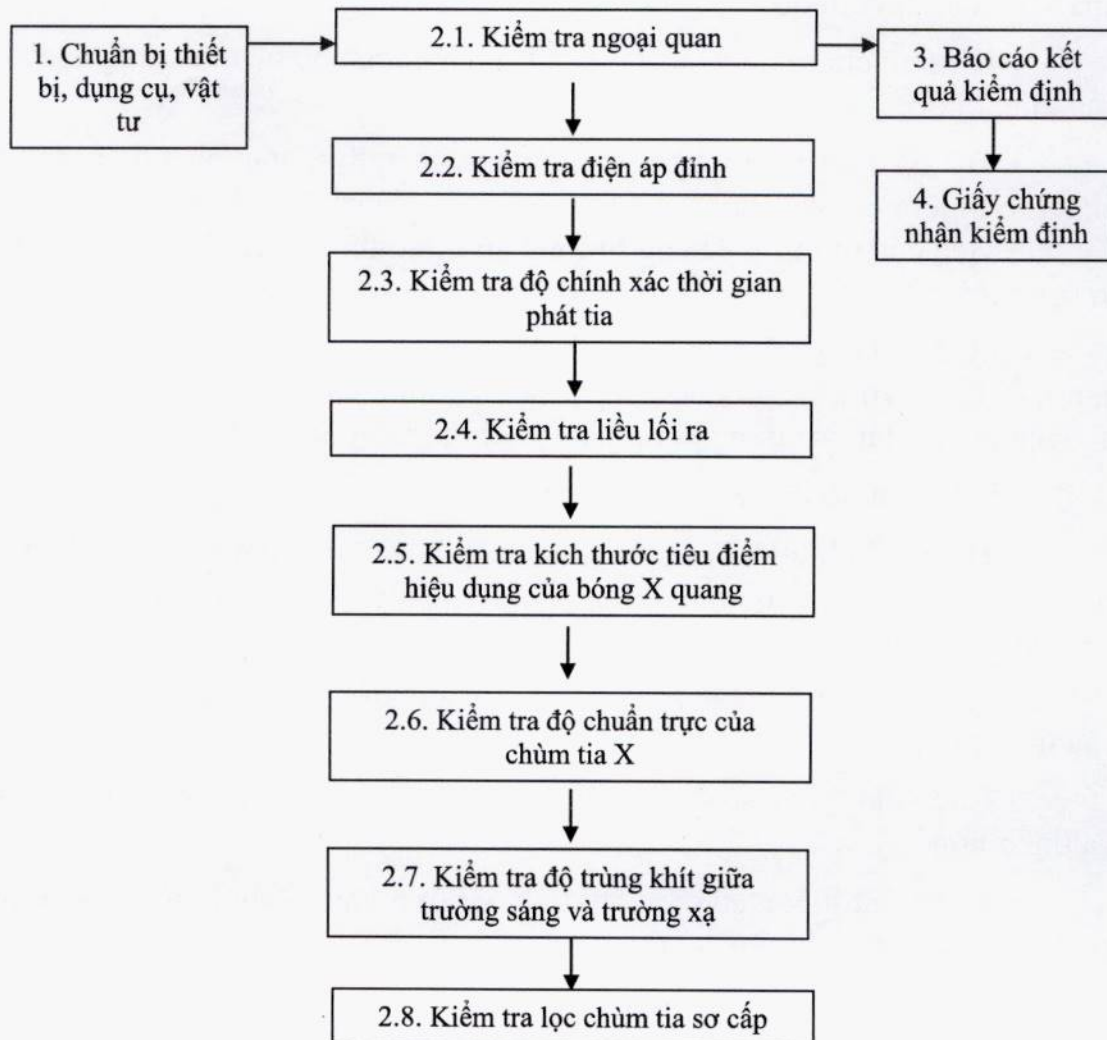 1. Chuẩn bị thiết
bị, dụng cụ, vật
tư
2.1. Kiểm tra ngoại quan
2.2. Kiểm tra điện áp đỉnh
2.3. Kiểm tra độ chính xác thời gian
phát tia
2.4. Kiểm tra liều lối ra
2.5. Kiểm tra kích thước tiêu điểm
hiệu dụng của bóng X quang
2.6. Kiểm tra độ chuẩn trực của
chùm tia X
2.7. Kiểm tra độ trùng khít giữa
trường sáng và trường xạ
2.8. Kiểm tra lọc chùm tia sơ cấp
3. Báo cáo kết
quả kiểm định
4. Giấy chứng
nhận kiểm định